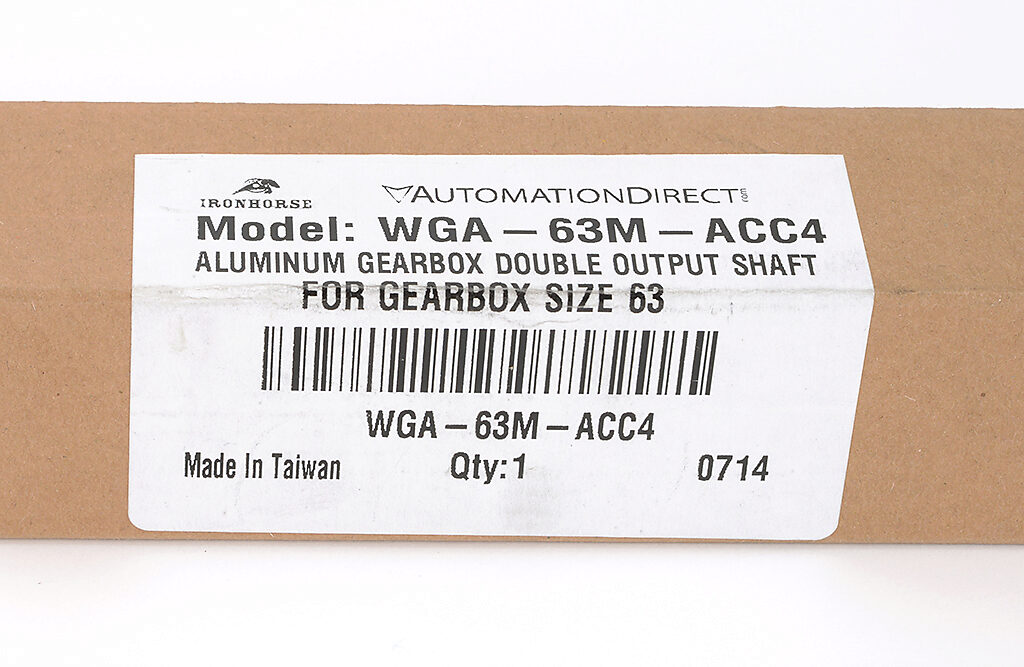 IRONHORSE
AUTOMATIONDIRECT.com
Model: WGA – 63M – ACC4
ALUMINUM GEARBOX DOUBLE OUTPUT SHAFT
FOR GEARBOX SIZE 63
WGA – 63M – ACC4
Made In Taiwan Qty: 1 0714